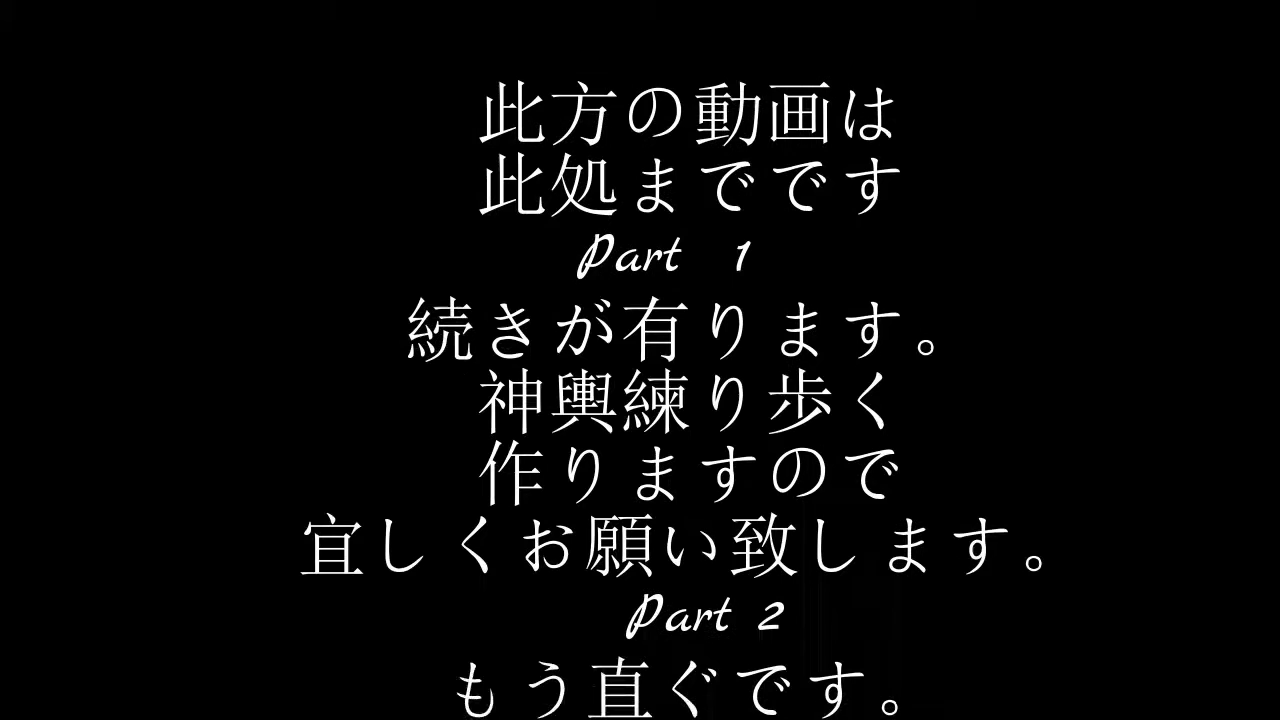 此方の動画は
此処までです
Part 1
続きが有ります。
神輿練り歩く
作りますので
宜しくお願い致します。
Part 2
もう直ぐです。